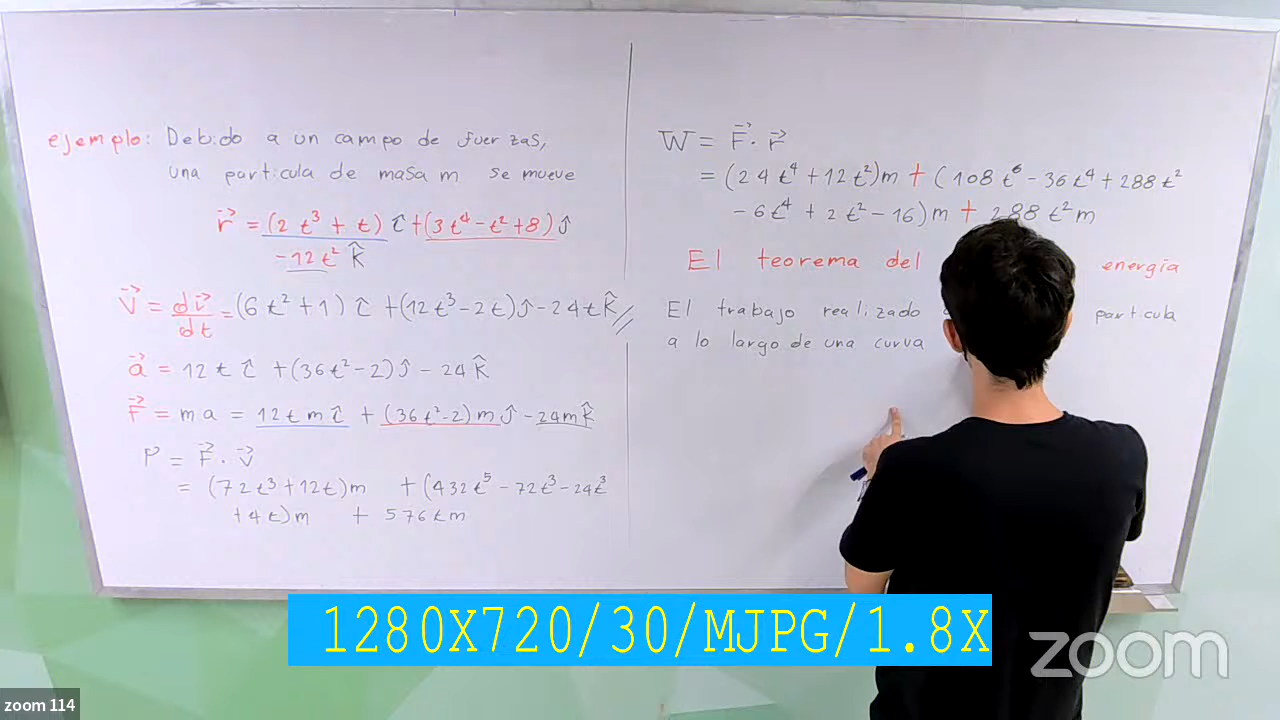 ejemplo: Debido a un campo de fuerzas,
una particula de masa m se mueve
r⃗ = (2t³ + t) î + (3t⁴ - t² + 8) ĵ
-12t² k̂
V⃗ = dr⃗/dt = (6t² + 1) î + (12t³ - 2t) ĵ - 24t k̂ //
a⃗ = 12t î + (36t² - 2) ĵ - 24 k̂
F⃗ = ma = 12tm î + (36t² - 2)m ĵ - 24m k̂
P = F⃗ · V⃗
= (72t³ + 12t)m + (432t⁵ - 72t³ - 24t³
+ 4t)m + 576tm
W = F⃗ · r⃗
= (24t⁴ + 12t²)m + (108t⁶ - 36t⁴ + 288t²
- 6t⁴ + 2t² - 16)m + 288t²m
El teorema del energía
El trabajo realizado particula
a lo largo de una curva
1280X720/30/MJPG/1.8X
zoom
zoom 114